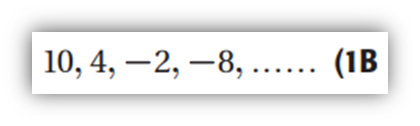 10, 4, −2, −8, ...... (1B